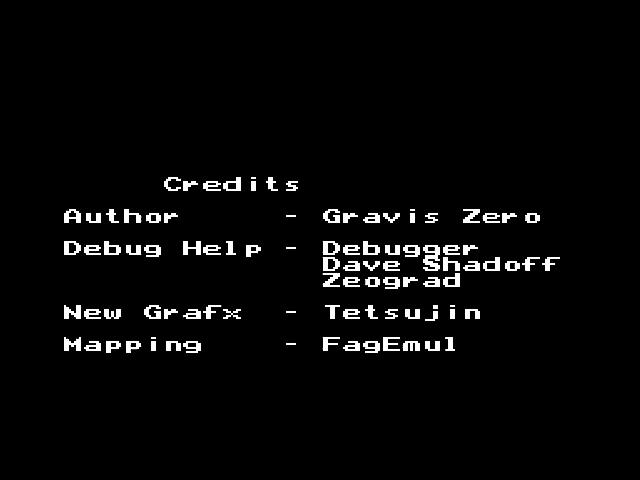 Credits
Author - Gravis Zero
Debug Help - Debugger
Dave Shadoff
Zeograd
New Grafx - Tetsujin
Mapping - FagEmul